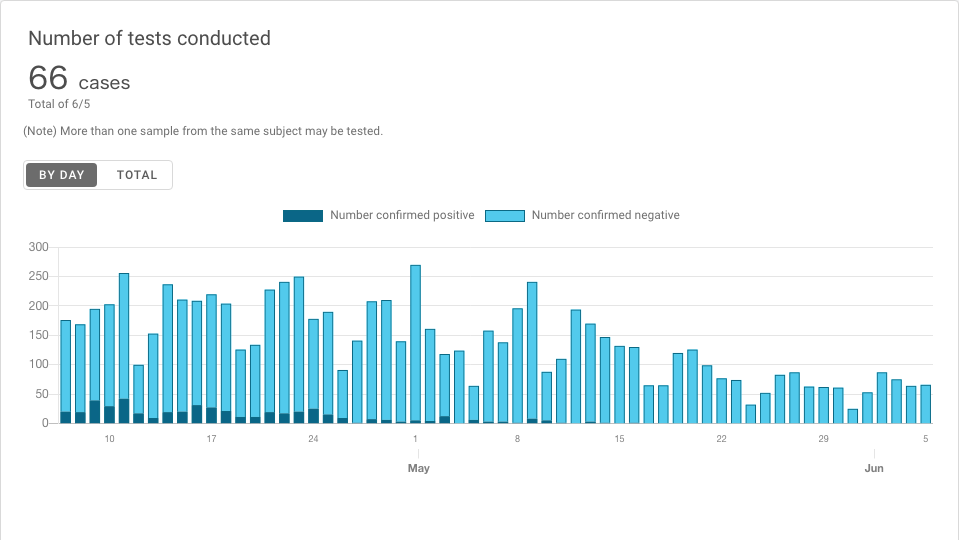 Number of tests conducted
66 cases
Total of 6/5
(Note) More than one sample from the same subject may be tested.
BY DAY TOTAL
Number confirmed positive Number confirmed negative
300
250
200
150
100
50
0
10 17 24 1 8 15 22 29 5
May Jun